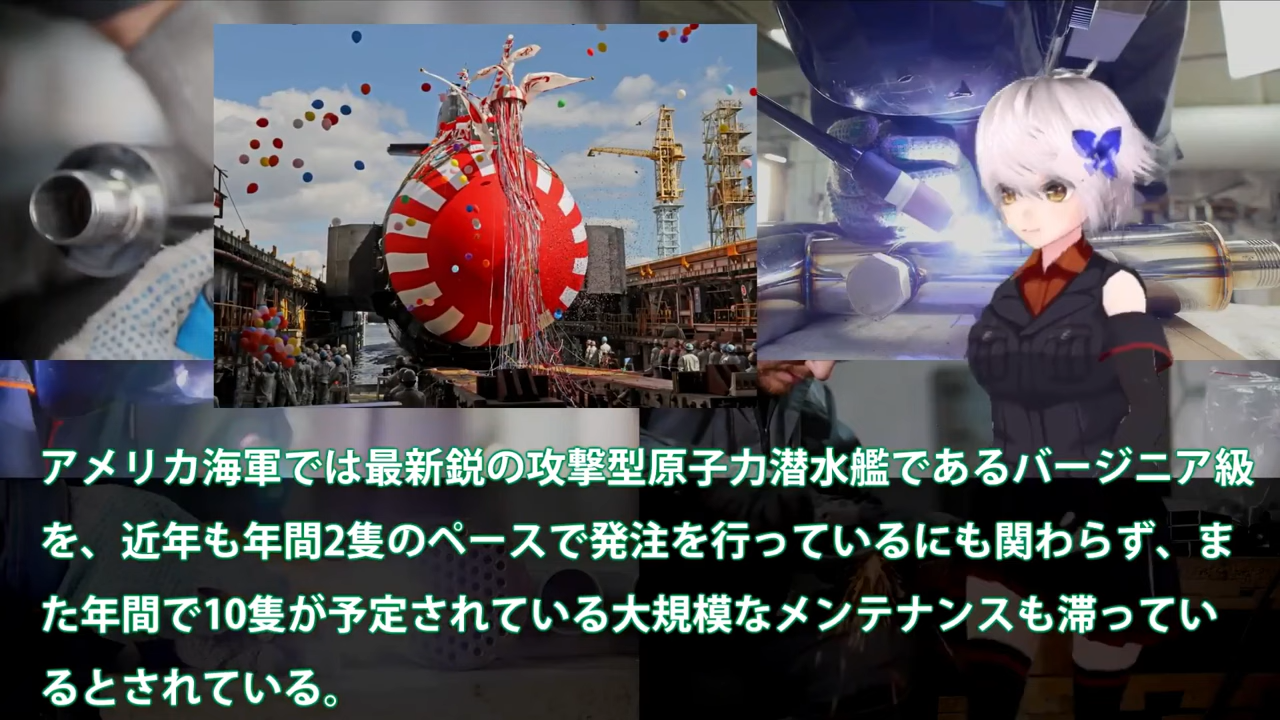 アメリカ海軍では最新鋭の攻撃型原子力潜水艦であるバージニア級
を、近年も年間2隻のペースで発注を行っているにも関わらず、ま
た年間で10隻が予定されている大規模なメンテナンスも滞ってい
るとされている。